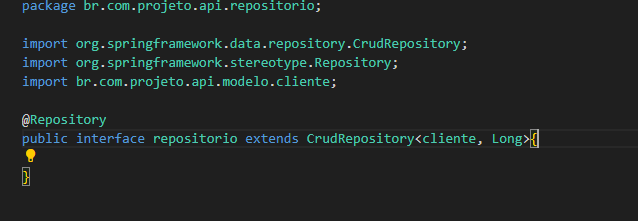 package br.com.projeto.api.repositorio;
import org.springframework.data.repository.CrudRepository;
import org.springframework.stereotype.Repository;
import br.com.projeto.api.modelo.cliente;
@Repository
public interface repositorio extends CrudRepository<cliente, Long>{
}